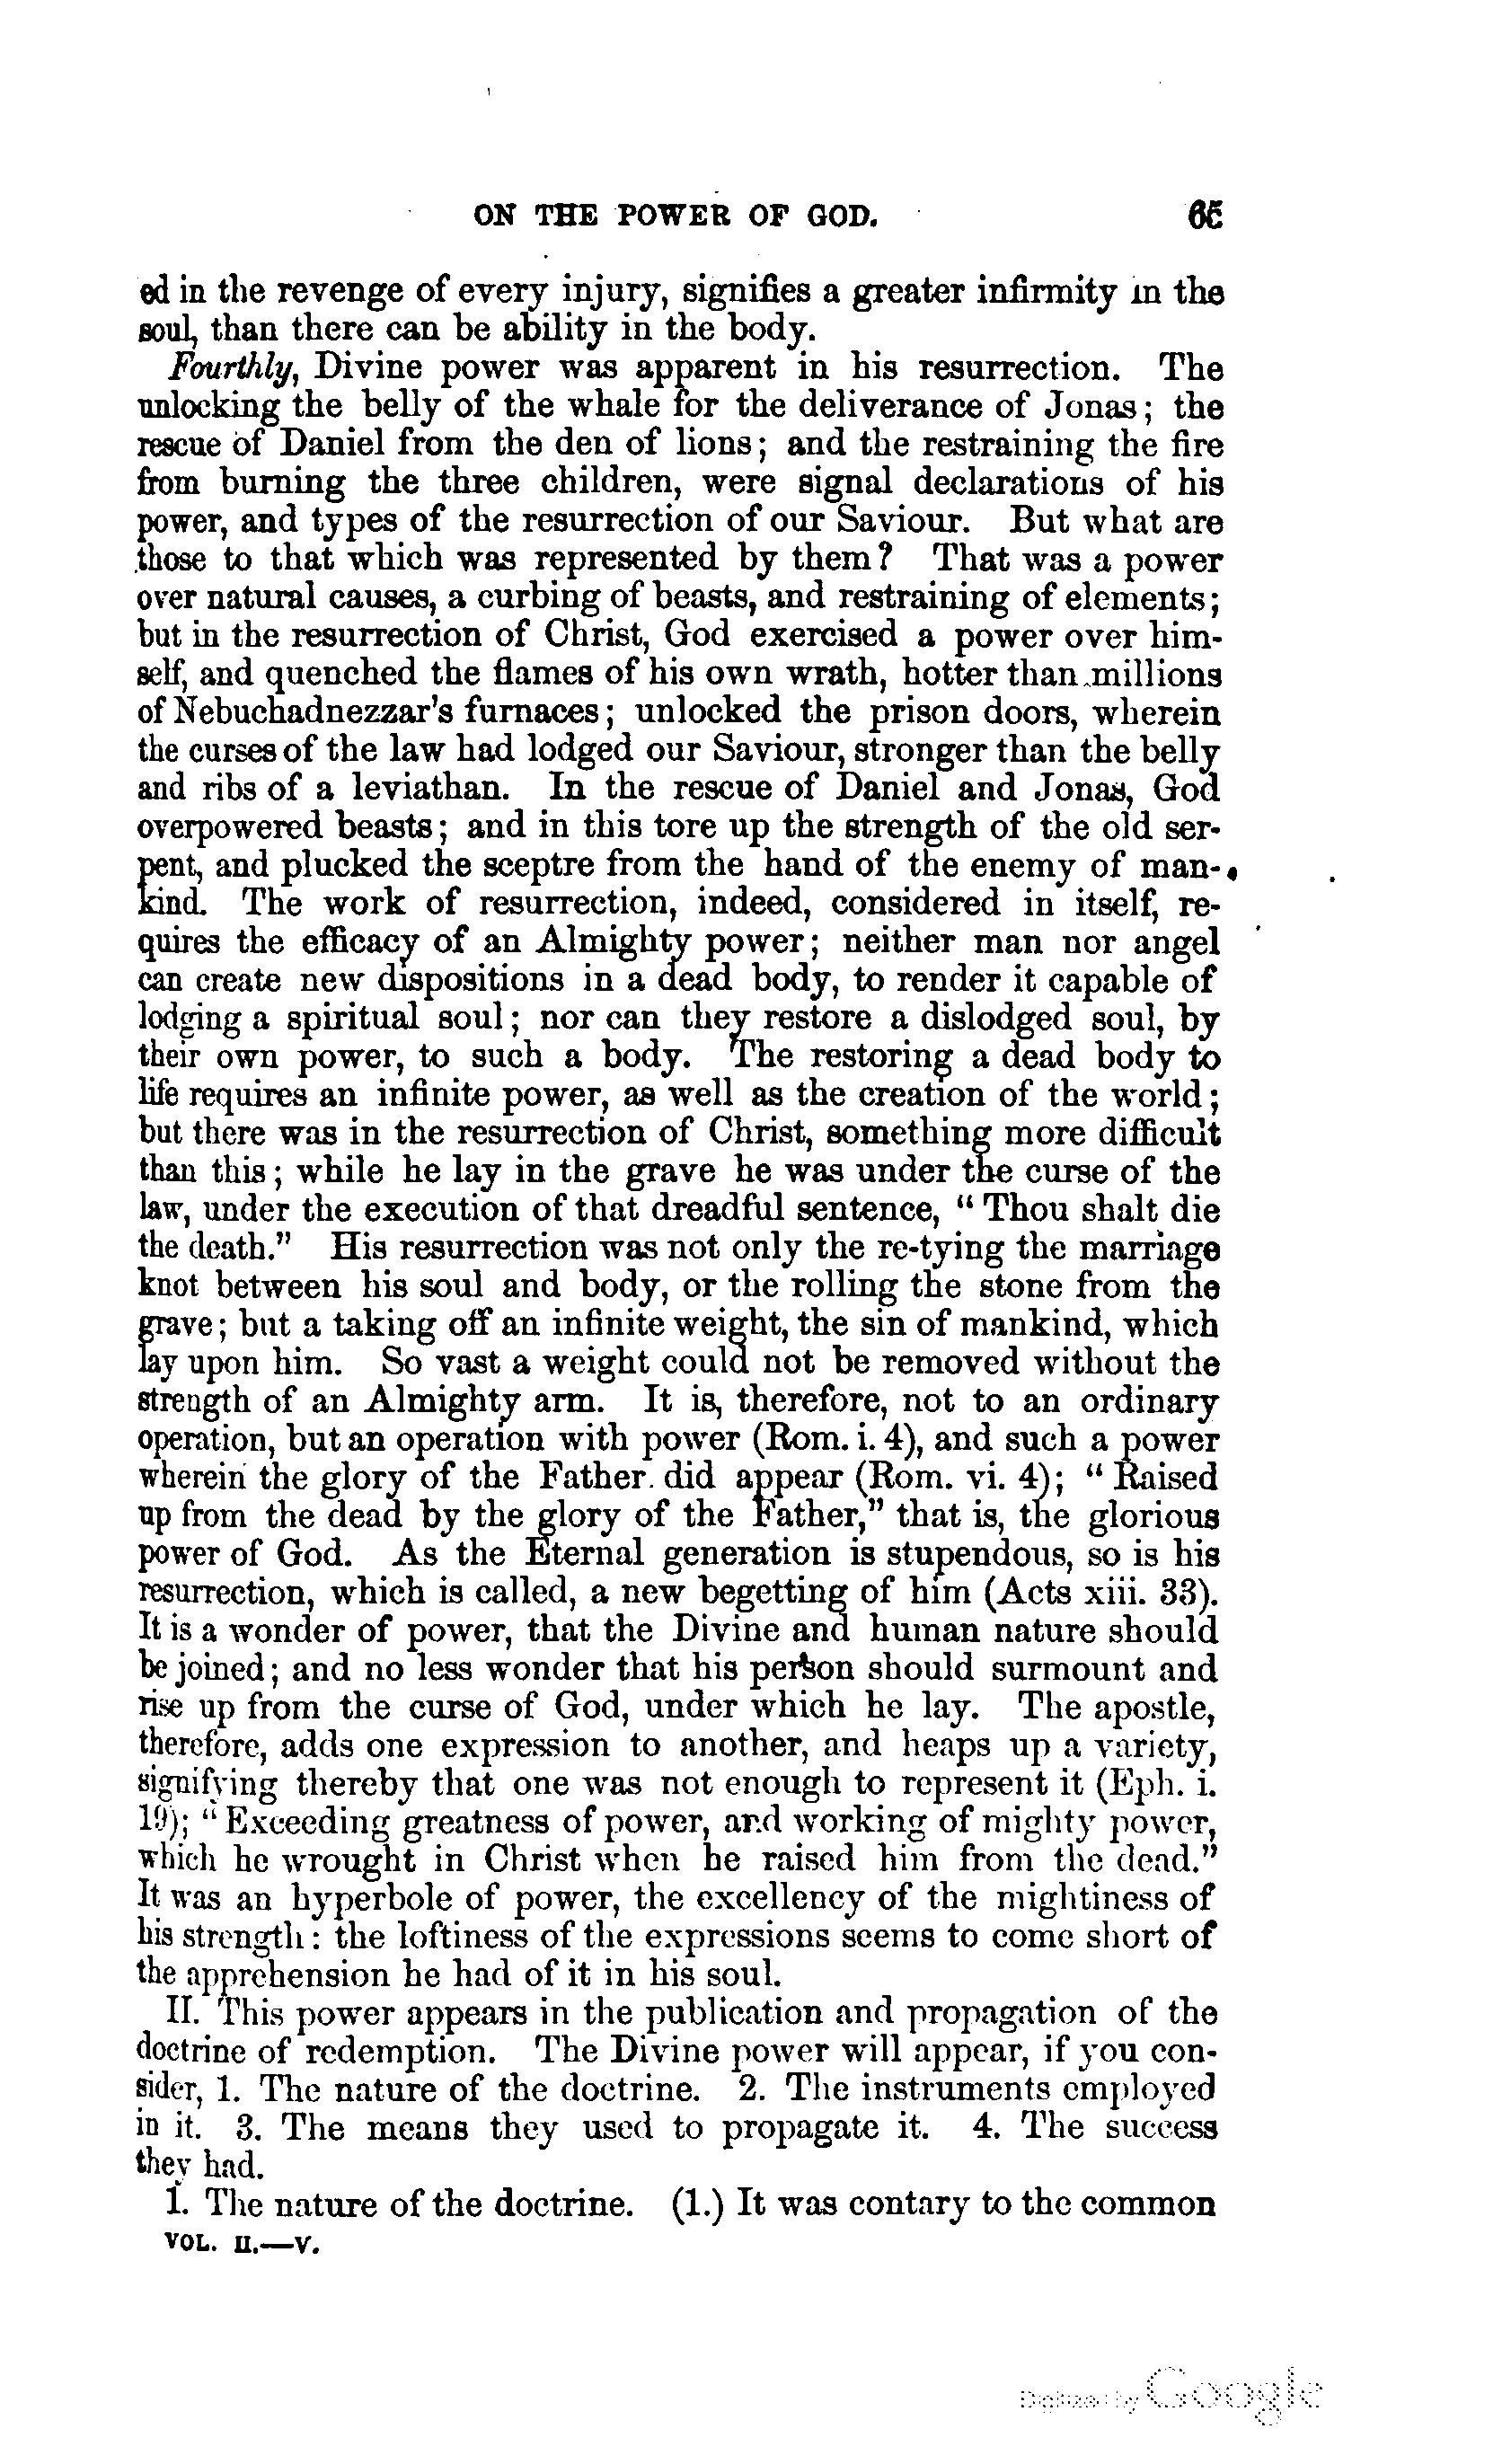 ON THE POWER OF GOD. 65
ed in the revenge of every injury, signifies a greater infirmity in the
soul, than there can be ability in the body.
Fourthly, Divine power was apparent in his resurrection. The
unlocking the belly of the whale for the deliverance of Jonas; the
rescue of Daniel from the den of lions; and the restraining the fire
from burning the three children, were signal declarations of his
power, and types of the resurrection of our Saviour. But what are
those to that which was represented by them? That was a power
over natural causes, a curbing of beasts, and restraining of elements;
but in the resurrection of Christ, God exercised a power over him-
self, and quenched the flames of his own wrath, hotter than millions
of Nebuchadnezzar's furnaces; unlocked the prison doors, wherein
the curses of the law had lodged our Saviour, stronger than the belly
and ribs of a leviathan. In the rescue of Daniel and Jonas, God
overpowered beasts; and in this tore up the strength of the old ser-
pent, and plucked the sceptre from the hand of the enemy of man-
kind. The work of resurrection, indeed, considered in itself, re-
quires the efficacy of an Almighty power; neither man nor angel
can create new dispositions in a dead body, to render it capable of
lodging a spiritual soul; nor can they restore a dislodged soul, by
their own power, to such a body. The restoring a dead body to
life requires an infinite power, as well as the creation of the world;
but there was in the resurrection of Christ, something more difficult
than this; while he lay in the grave he was under the curse of the
law, under the execution of that dreadful sentence, "Thou shalt die
the death." His resurrection was not only the re-tying the marriage
knot between his soul and body, or the rolling the stone from the
grave; but a taking off an infinite weight, the sin of mankind, which
lay upon him. So vast a weight could not be removed without the
strength of an Almighty arm. It is, therefore, not to an ordinary
operation, but an operation with power (Rom. i. 4), and such a power
wherein the glory of the Father did appear (Rom. vi. 4); "Raised
up from the dead by the glory of the Father," that is, the glorious
power of God. As the Eternal generation is stupendous, so is his
resurrection, which is called, a new begetting of him (Acts xiii. 33).
It is a wonder of power, that the Divine and human nature should
be joined; and no less wonder that his person should surmount and
rise up from the curse of God, under which he lay. The apostle,
therefore, adds one expression to another, and heaps up a variety,
signifying thereby that one was not enough to represent it (Eph. i.
19); "Exceeding greatness of power, and working of mighty power,
which he wrought in Christ when he raised him from the dead."
It was an hyperbole of power, the excellency of the mightiness of
his strength: the loftiness of the expressions seems to come short of
the apprehension he had of it in his soul.
II. This power appears in the publication and propagation of the
doctrine of redemption. The Divine power will appear, if you con-
sider, 1. The nature of the doctrine. 2. The instruments employed
in it. 3. The means they used to propagate it. 4. The success
they had.
1. The nature of the doctrine. (1.) It was contary to the common
VOL. II.—V.
Digitized by Google